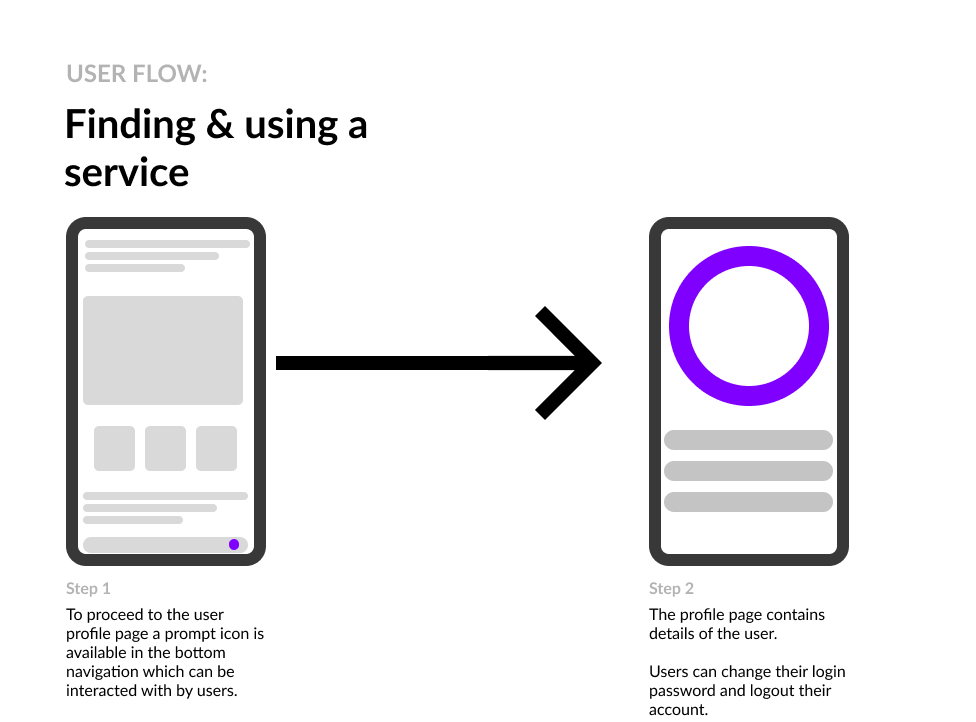 USER FLOW:
Finding & using a
service
Step 1
To proceed to the user
profile page a prompt icon is
available in the bottom
navigation which can be
interacted with by users.
Step 2
The profile page contains
details of the user.
Users can change their login
password and logout their
account.